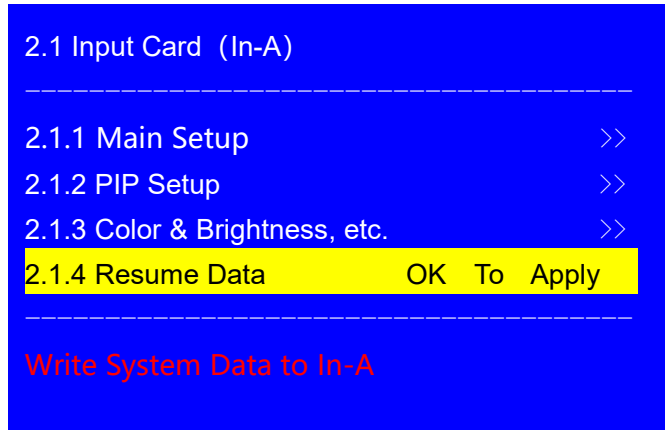 2.1 Input Card（In-A）
2.1.1 Main Setup >>
2.1.2 PIP Setup >>
2.1.3 Color & Brightness, etc. >>
2.1.4 Resume Data OK To Apply
Write System Data to In-A